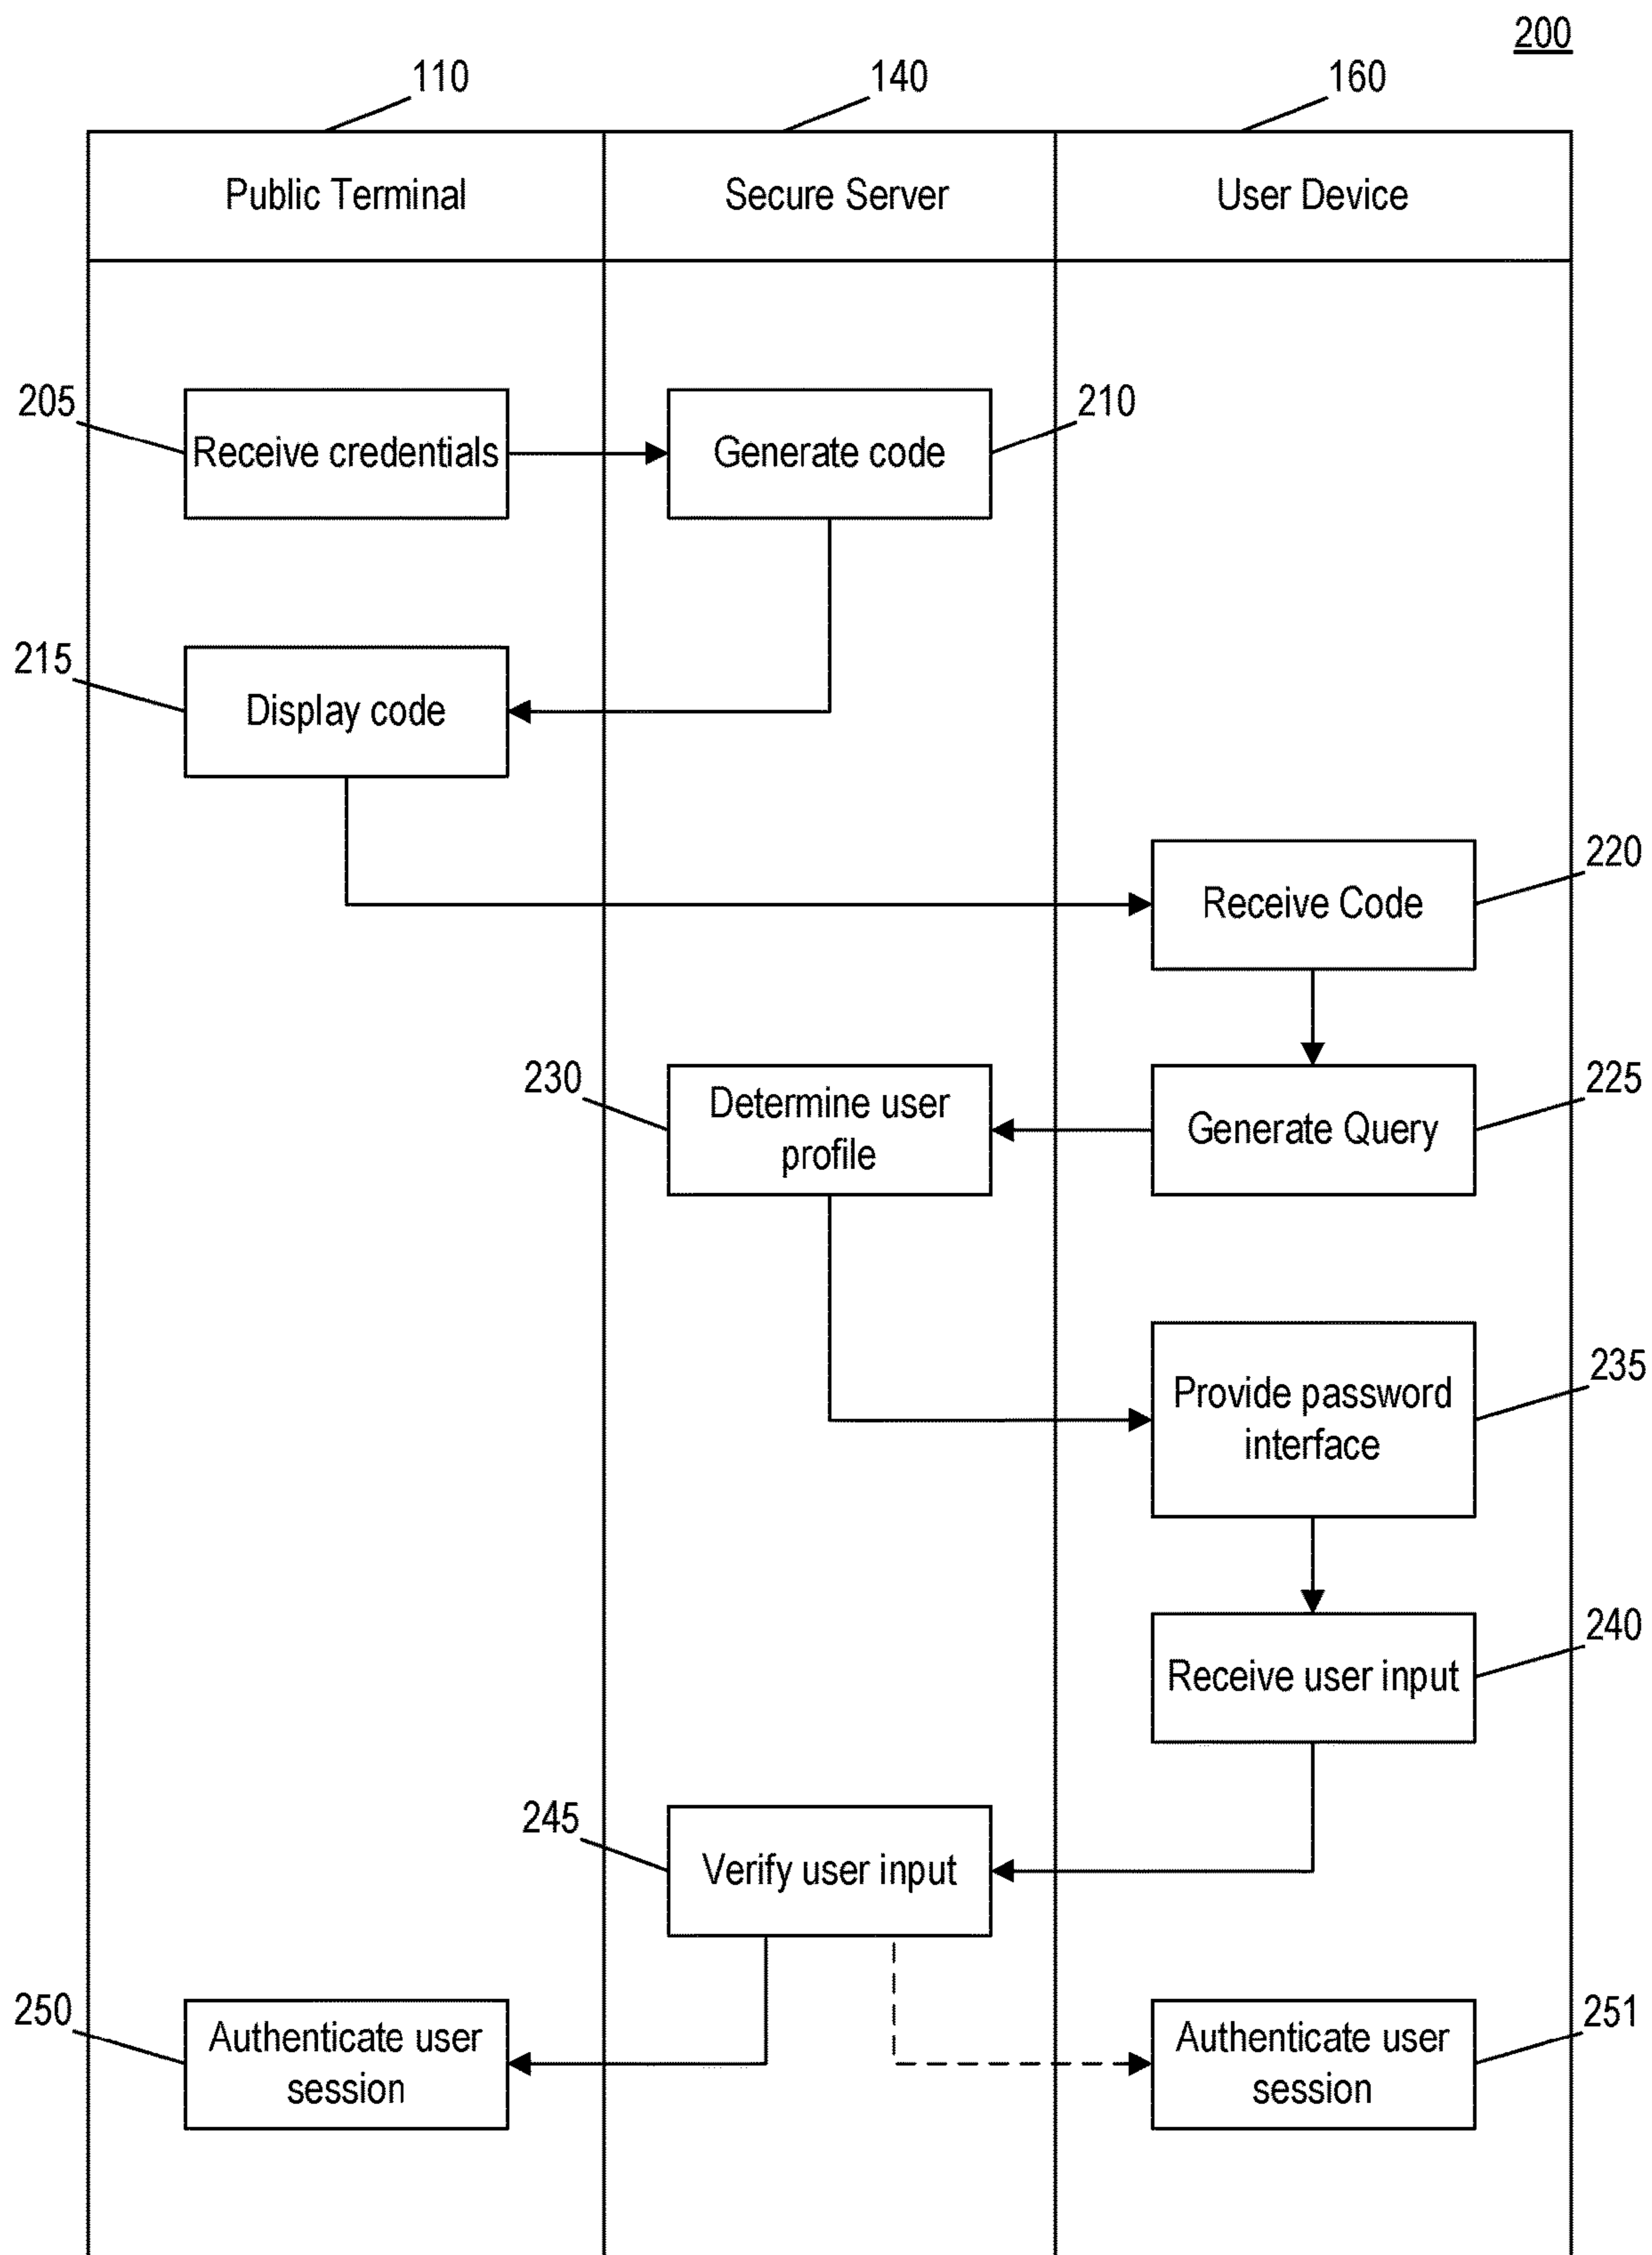 200
110
140
160
Public Terminal
Secure Server
User Device
205
Receive credentials
Generate code
210
215
Display code
220
Receive Code
230
Determine user
profile
225
Generate Query
235
Provide password
interface
240
Receive user input
245
Verify user input
250
Authenticate user
session
251
Authenticate user
session